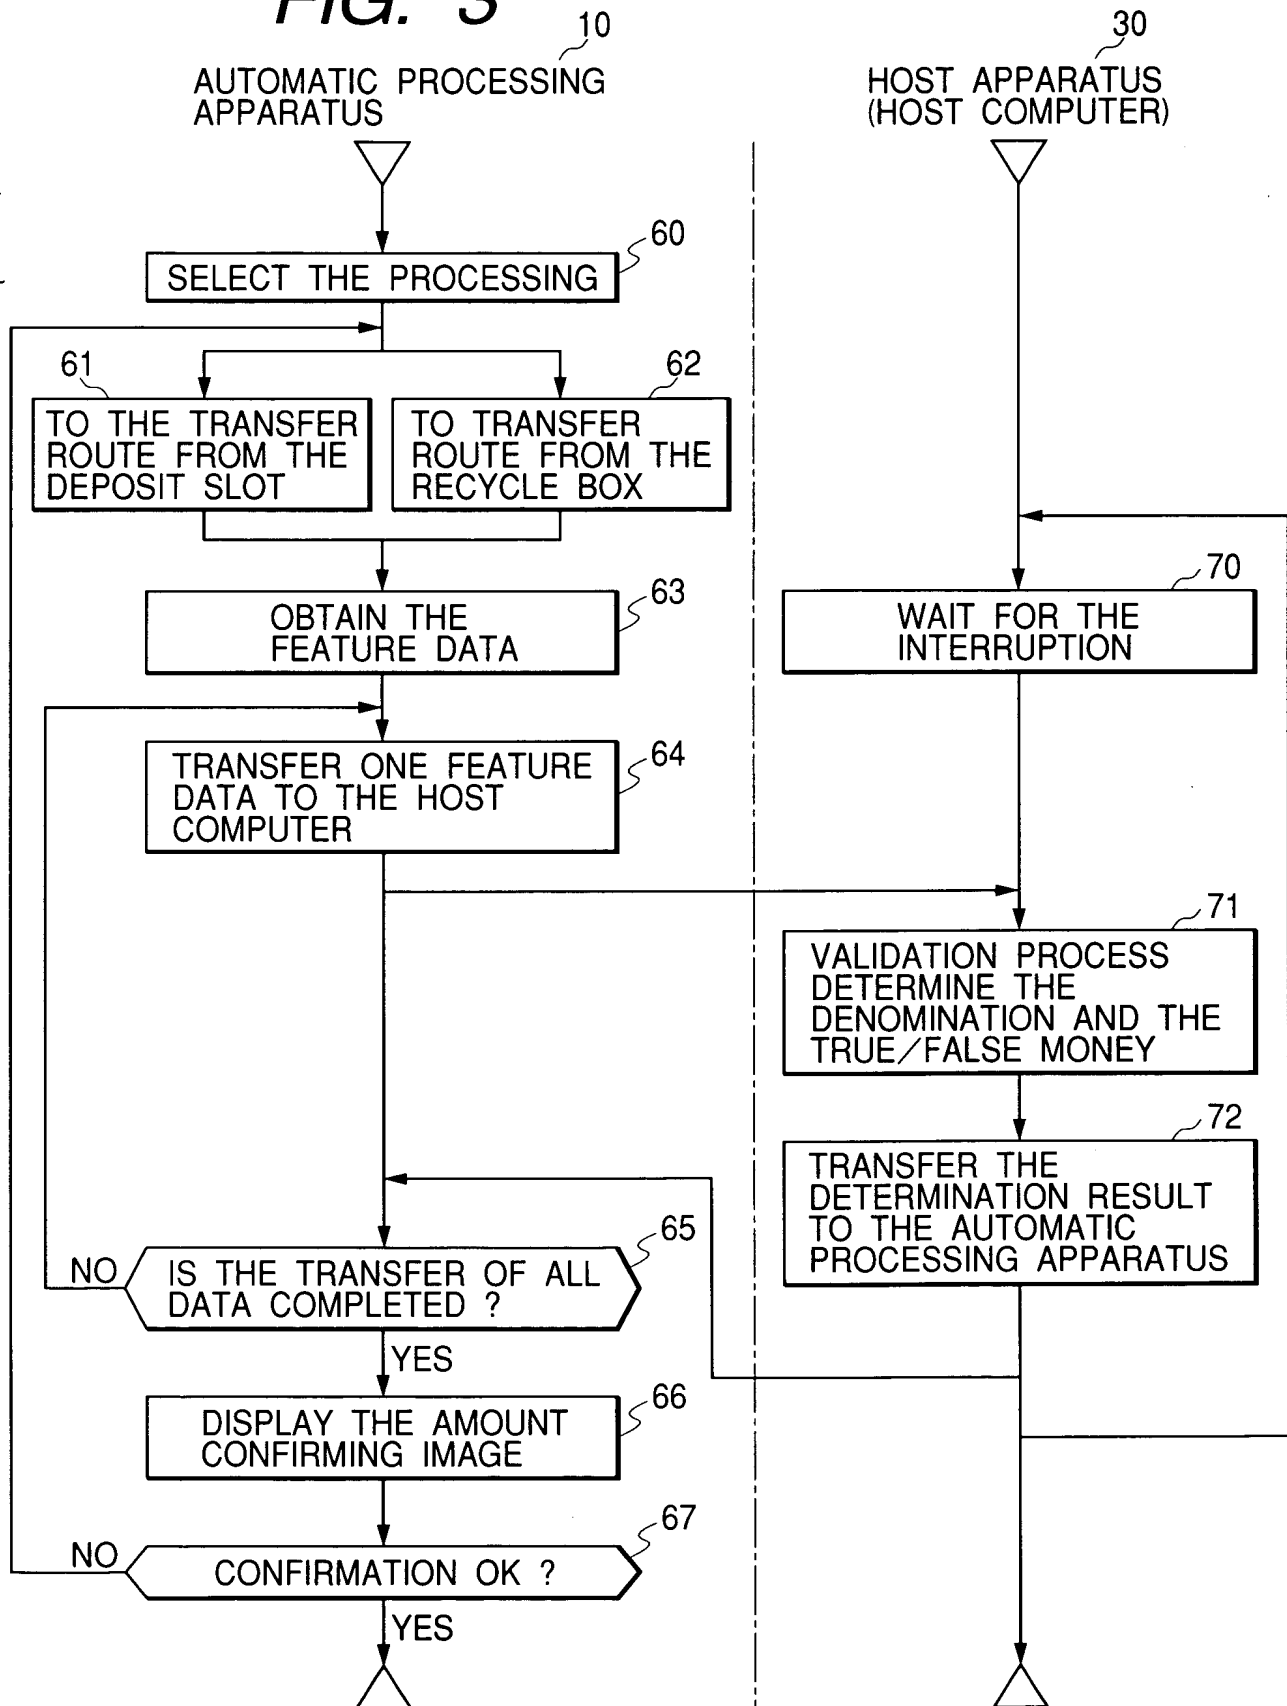 FIG. 3
10
AUTOMATIC PROCESSING
APPARATUS
30
HOST APPARATUS
(HOST COMPUTER)
60
SELECT THE PROCESSING
61
TO THE TRANSFER
ROUTE FROM THE
DEPOSIT SLOT
62
TO TRANSFER
ROUTE FROM THE
RECYCLE BOX
63
OBTAIN THE
FEATURE DATA
70
WAIT FOR THE
INTERRUPTION
64
TRANSFER ONE FEATURE
DATA TO THE HOST
COMPUTER
71
VALIDATION PROCESS
DETERMINE THE
DENOMINATION AND THE
TRUE/FALSE MONEY
72
TRANSFER THE
DETERMINATION RESULT
TO THE AUTOMATIC
PROCESSING APPARATUS
65
NO
IS THE TRANSFER OF ALL
DATA COMPLETED ?
YES
66
DISPLAY THE AMOUNT
CONFIRMING IMAGE
67
NO
CONFIRMATION OK ?
YES